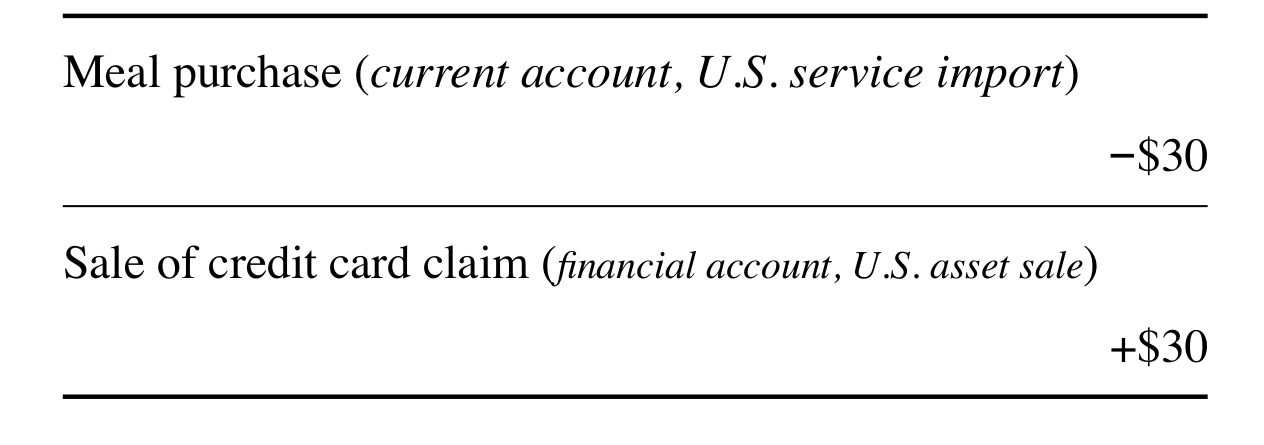 Meal purchase (current account, U.S. service import)
−$30
Sale of credit card claim (financial account, U.S. asset sale)
+$30